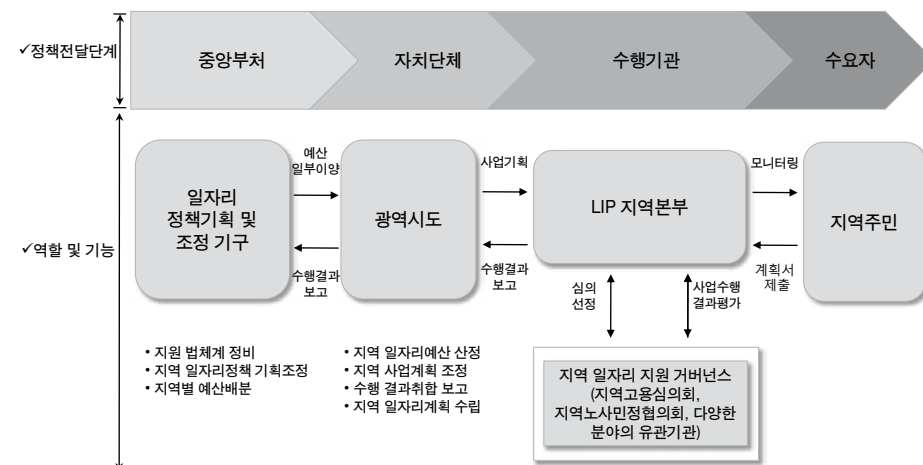 ✓정책전달단계
중앙부처
자치단체
수행기관
수요자
✓역할 및 기능
일자리
정책기획 및
조정 기구
예산
일부이양
수행결과
보고
광역시도
사업기획
수행결과
보고
LIP 지역본부
모니터링
계획서
제출
지역주민
심의
선정
사업수행
결과평가
• 지원 법체계 정비
• 지역 일자리정책 기획조정
• 지역별 예산배분
• 지역 일자리예산 산정
• 지역 사업계획 조정
• 수행 결과취합 보고
• 지역 일자리계획 수립
지역 일자리 지원 거버넌스
(지역고용심의회,
지역노사민정협의회, 다양한
분야의 유관기관)